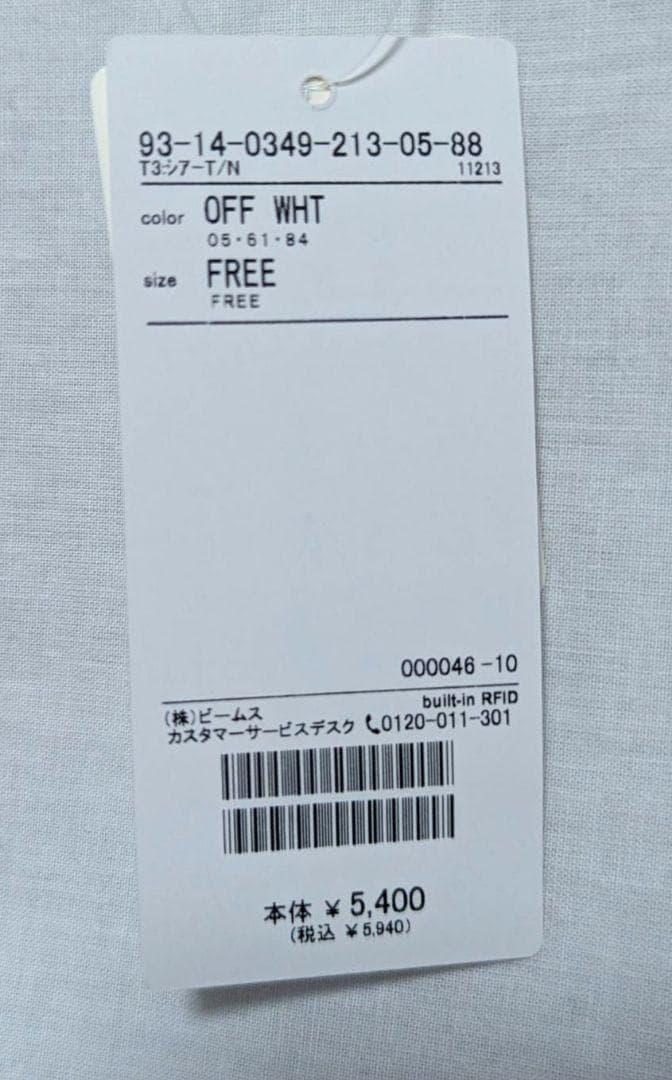 93-14-0349-213-05-88
T3:シアーT/N 11213
color OFF WHT
05・61・84
size FREE
FREE
000046 -10
built-in RFID
(株)ビームス
カスタマーサービスデスク 0120-011-301
本体 ¥ 5,400
(税込 ¥ 5,940)